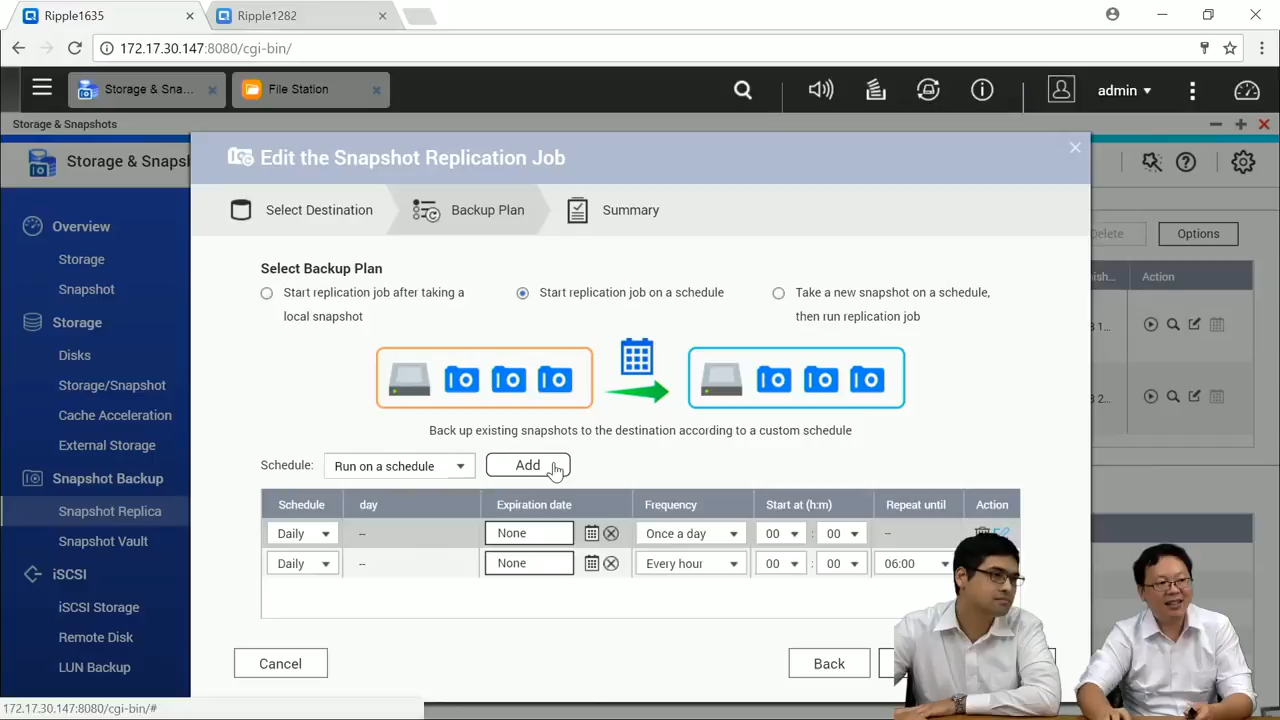 Ripple1635
Ripple1282
172.17.30.147:8080/cgi-bin/
Storage & Sna...
File Station
admin
Storage & Snapshots
Storage & Snaps
Edit the Snapshot Replication Job
Select Destination
Backup Plan
Summary
Overview
Storage
Snapshot
Storage
Disks
Storage/Snapshot
Cache Acceleration
External Storage
Snapshot Backup
Snapshot Replica
Snapshot Vault
iSCSI
iSCSI Storage
Remote Disk
LUN Backup
Select Backup Plan
Start replication job after taking a
local snapshot
Start replication job on a schedule
Take a new snapshot on a schedule,
then run replication job
Back up existing snapshots to the destination according to a custom schedule
Schedule: Run on a schedule Add
Schedule day Expiration date Frequency Start at (h:m) Repeat until Action
Daily -- None Once a day 00 : 00 --
Daily -- None Every hour 00 : 00 06:00
Cancel
Back
Options
Action
172.17.30.147:8080/cgi-bin/#